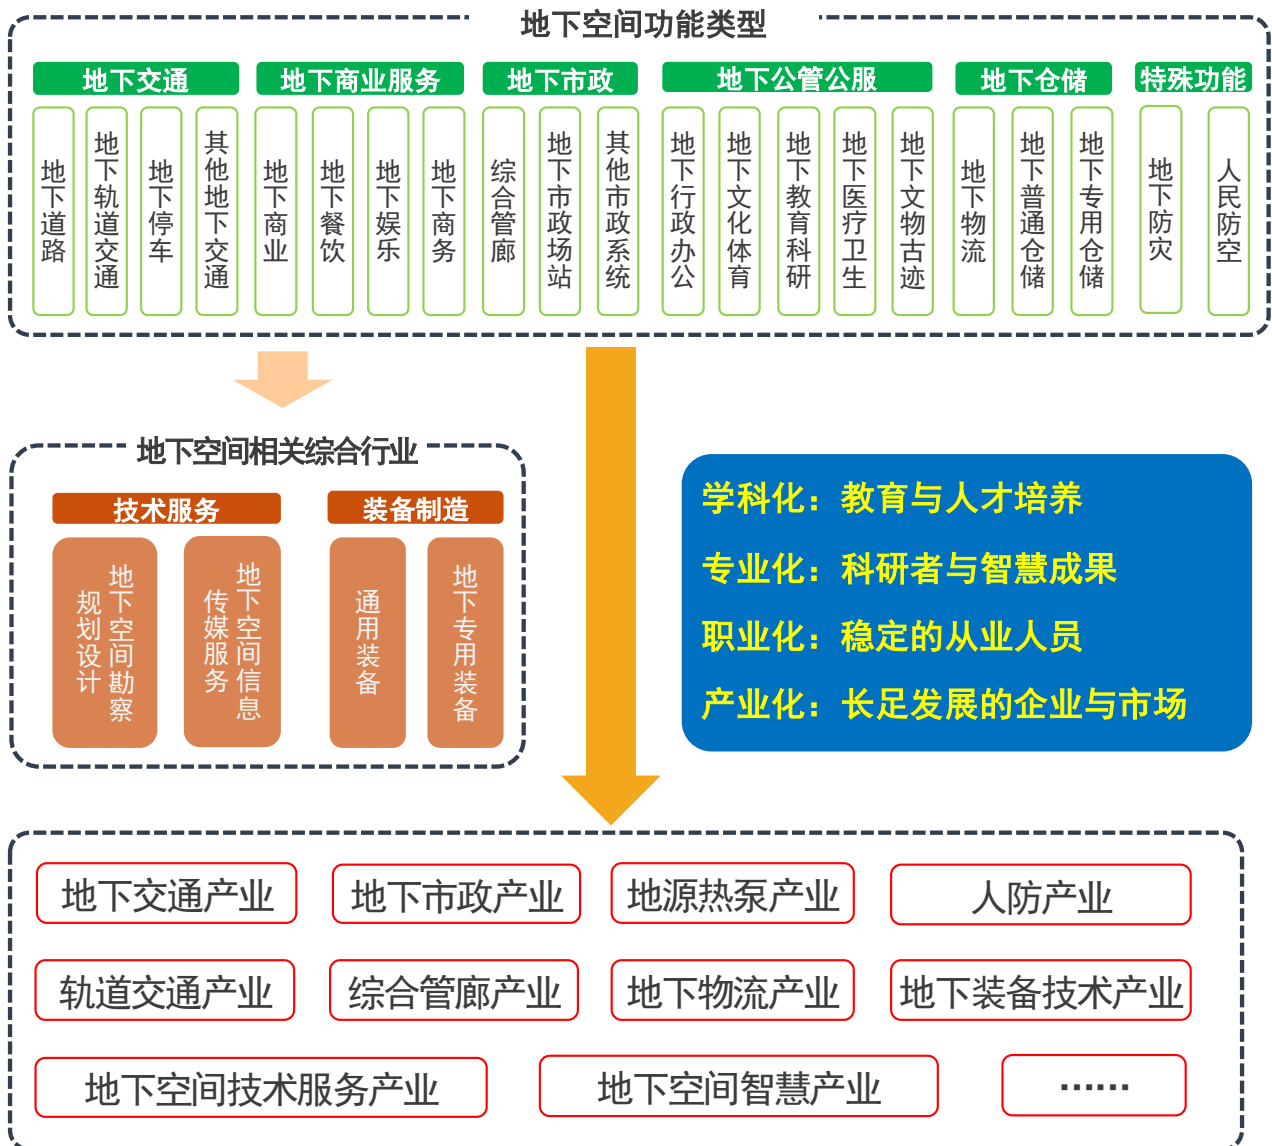 地下空间功能类型
地下交通
地下商业服务
地下市政
地下公管公服
地下仓储
特殊功能
地下道路
地下轨道交通
地下停车
其他地下交通
地下商业
地下餐饮
地下娱乐
地下商务
综合管廊
地下市政场站
其他市政系统
地下行政办公
地下文化体育
地下教育科研
地下医疗卫生
地下文物古迹
地下物流
地下普通仓储
地下专用仓储
地下防灾
人民防空
地下空间相关综合行业
技术服务
装备制造
地下空间勘察
规划设计
地下空间信息
传媒服务
通用装备
地下专用装备
学科化：教育与人才培养
专业化：科研者与智慧成果
职业化：稳定的从业人员
产业化：长足发展的企业与市场
地下交通产业
地下市政产业
地源热泵产业
人防产业
轨道交通产业
综合管廊产业
地下物流产业
地下装备技术产业
地下空间技术服务产业
地下空间智慧产业
……